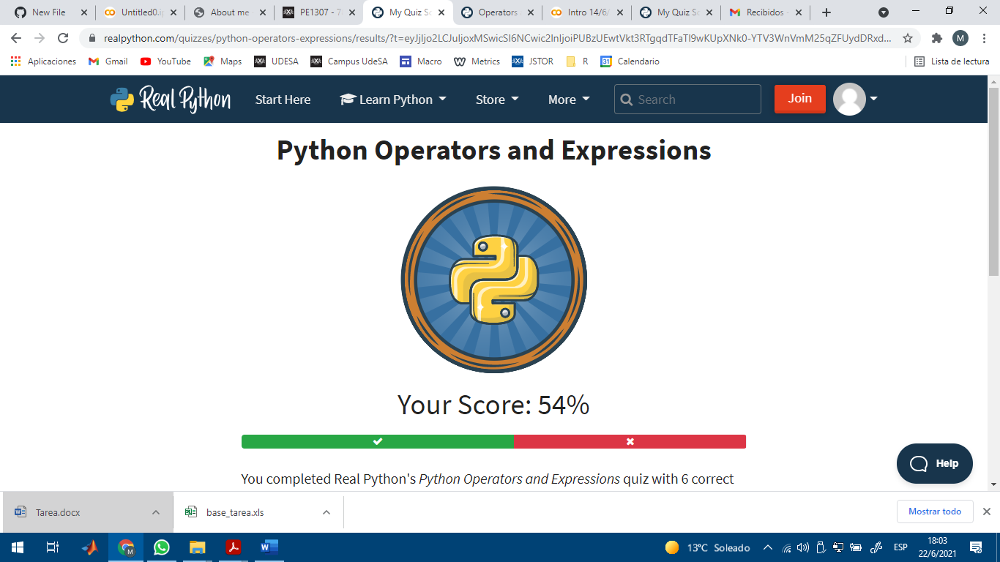 New File
Untitled0.i
About me
PE1307 - 7
My Quiz Sc
Operators
Intro 14/6/
My Quiz Sc
Recibidos -
realpython.com/quizzes/python-operators-expressions/results/?t=
M
Aplicaciones
Gmail
YouTube
Maps
UDESA
Campus UdeSA
Macro
Metrics
JSTOR
R
Calendario
Lista de lectura
Real Python
Start Here
Learn Python
Store
More
Search
Join
Python Operators and Expressions
Your Score: 54%
You completed Real Python's Python Operators and Expressions quiz with 6 correct
Help
Tarea.docx
base_tarea.xls
Mostrar todo
13°C Soleado
ESP
18:03
22/6/2021